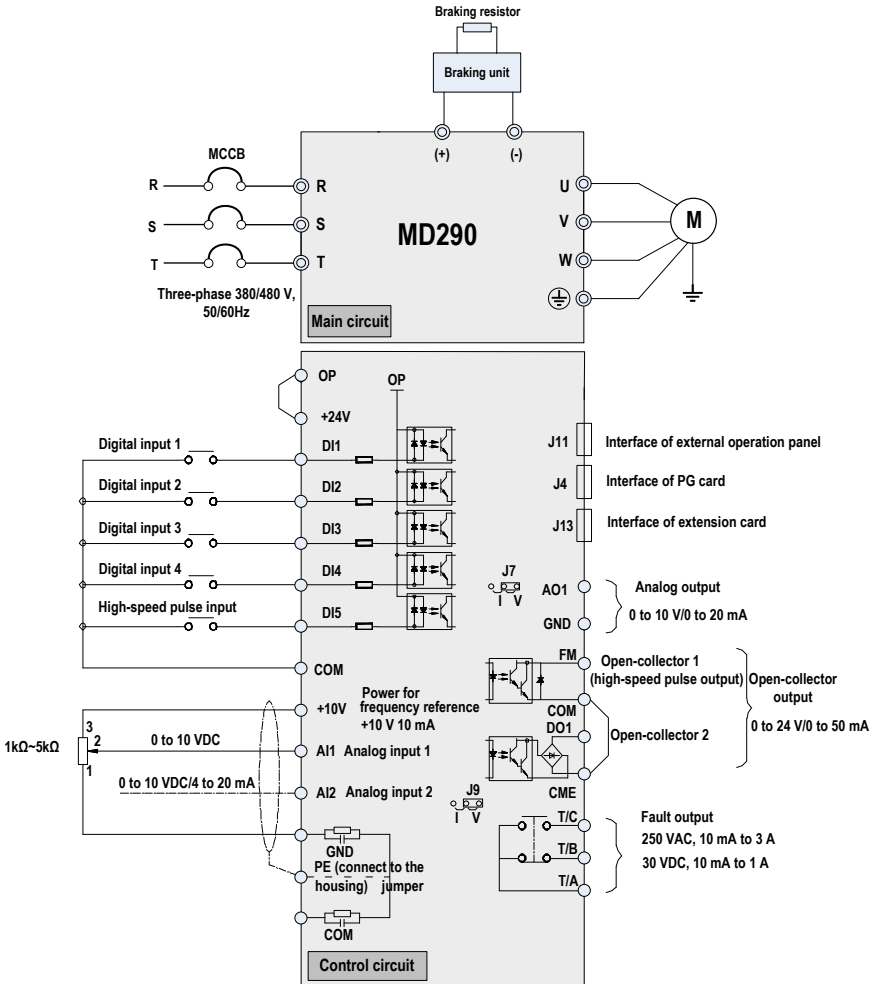 Braking resistor
Braking unit
(+)
(-)
MCCB
R
R
U
S
S
V
MD290
M
T
T
W
Three-phase 380/480 V,
50/60Hz
Main circuit
OP
OP
+24V
Digital input 1
DI1
J11
Interface of external operation panel
Digital input 2
DI2
J4
Interface of PG card
Digital input 3
DI3
J13
Interface of extension card
Digital input 4
DI4
J7
I V
AO1
Analog output
0 to 10 V/0 to 20 mA
High-speed pulse input
DI5
GND
COM
FM
Open-collector 1
(high-speed pulse output)
Open-collector
output
0 to 24 V/0 to 50 mA
+10V
Power for
frequency reference
+10 V 10 mA
COM
DO1
Open-collector 2
1kΩ~5kΩ
3
2
1
0 to 10 VDC
AI1
Analog input 1
0 to 10 VDC/4 to 20 mA
AI2
Analog input 2
J9
I V
CME
T/C
Fault output
250 VAC, 10 mA to 3 A
30 VDC, 10 mA to 1 A
T/B
T/A
GND
PE (connect to the
housing)
jumper
COM
Control circuit